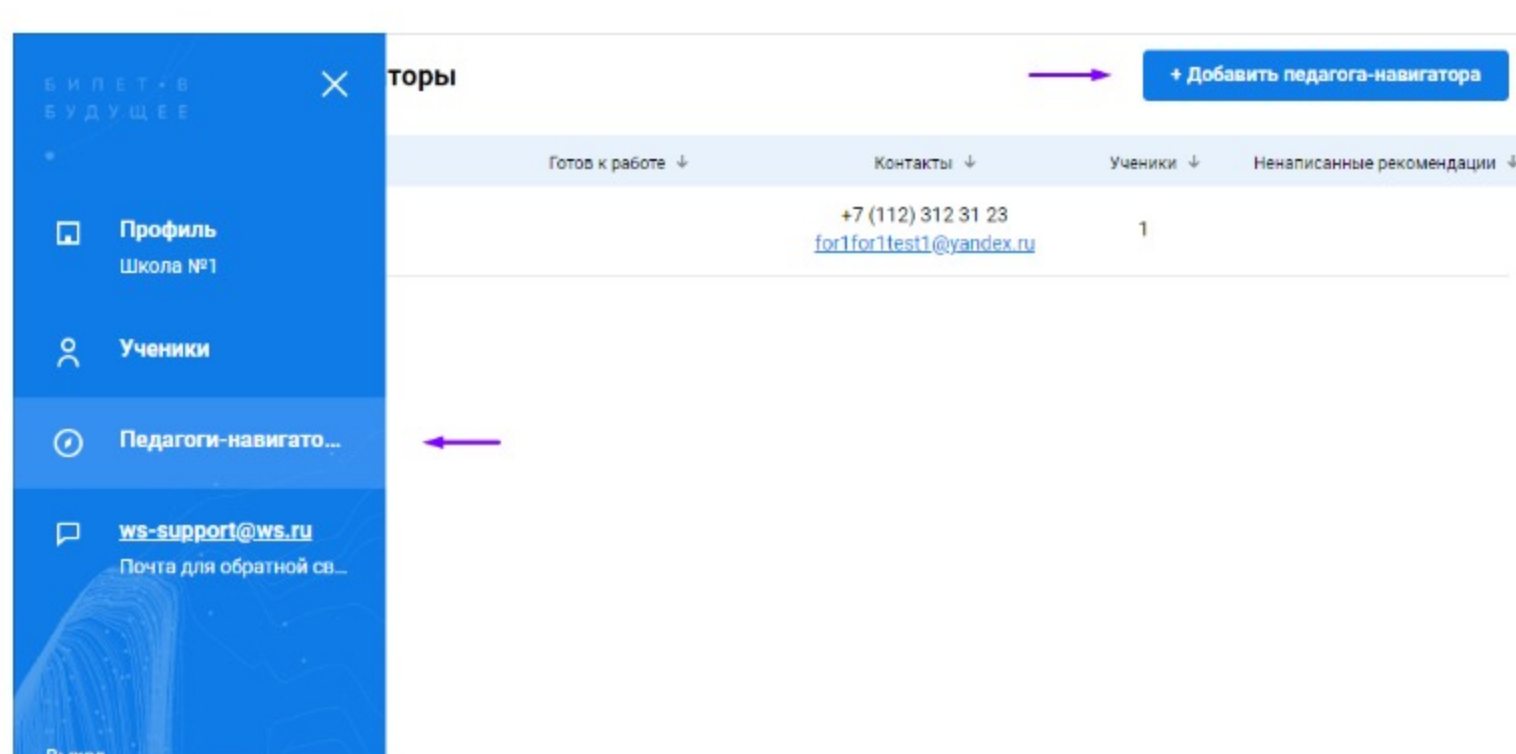 БИЛЕТ•В
БУДУЩЕЕ
торы
+ Добавить педагога-навигатора
Готов к работе ↓ Контакты ↓ Ученики ↓ Ненаписанные рекомендации ↓
+7 (112) 312 31 23
for1for1test1@yandex.ru
1
Профиль
Школа №1
Ученики
Педагоги-навигато...
ws-support@ws.ru
Почта для обратной св...